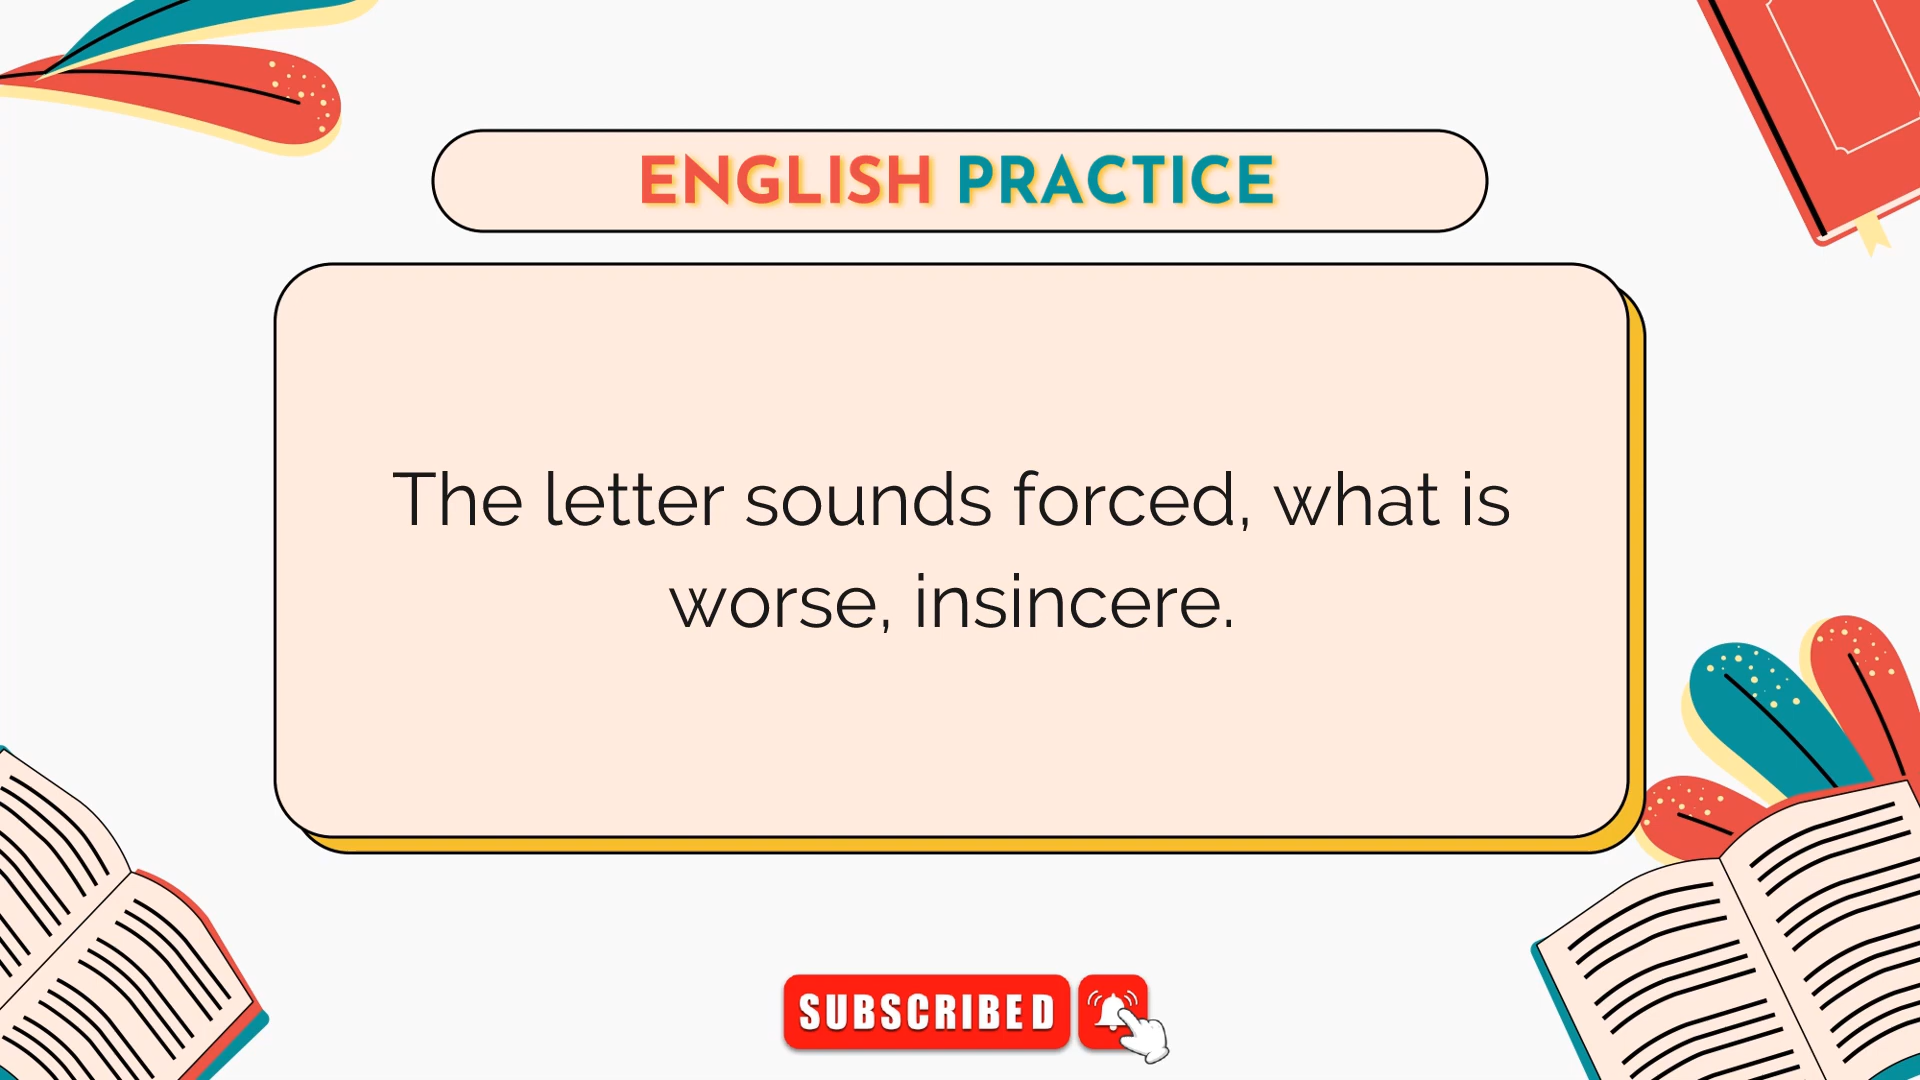 ENGLISH PRACTICE
The letter sounds forced, what is
worse, insincere.
SUBSCRIBED